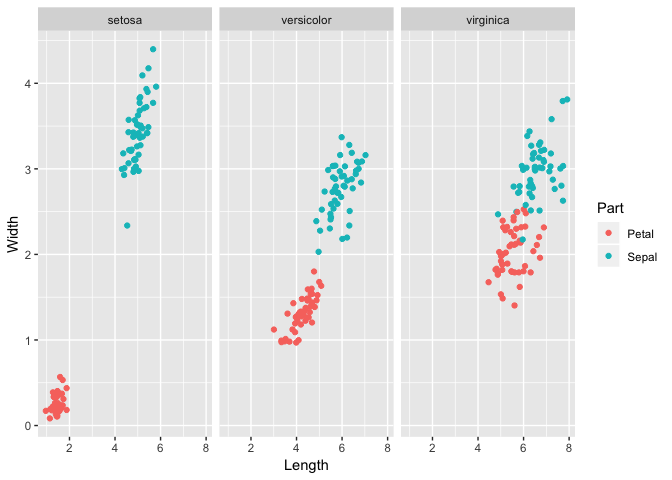 setosa
versicolor
virginica
Width
4
3
2
1
0
2 4 6 8
2 4 6 8
2 4 6 8
Length
Part
Petal
Sepal